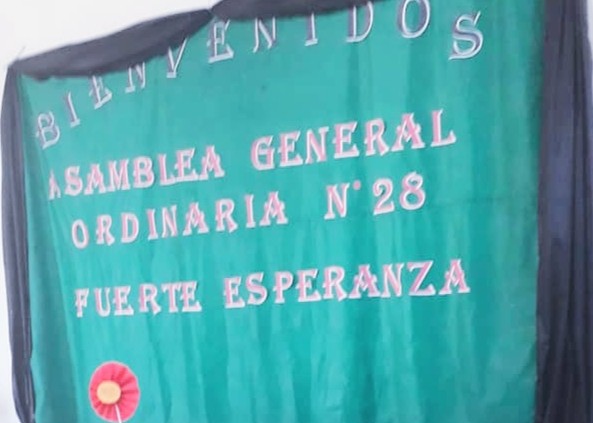 BIENVENIDOS
ASAMBLEA GENERAL
ORDINARIA N° 28
FUERTE ESPERANZA